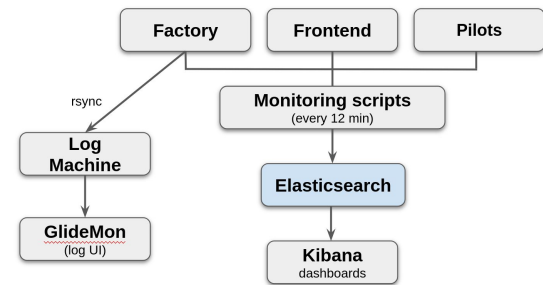 Factory
Frontend
Pilots
rsync
Monitoring scripts
(every 12 min)
Log
Machine
Elasticsearch
GlideMon
(log UI)
Kibana
dashboards